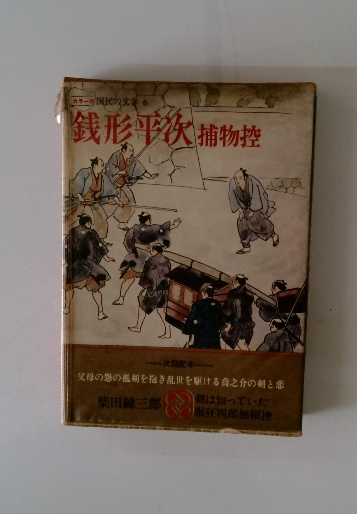 カラー版 国民の文学 6
銭形平次 捕物控
次回配本
父母の怨の孤剣を抱き乱世を駆ける喬之介の剣と恋
柴田錬三郎
剣は知っていた
眠狂四郎無頼控